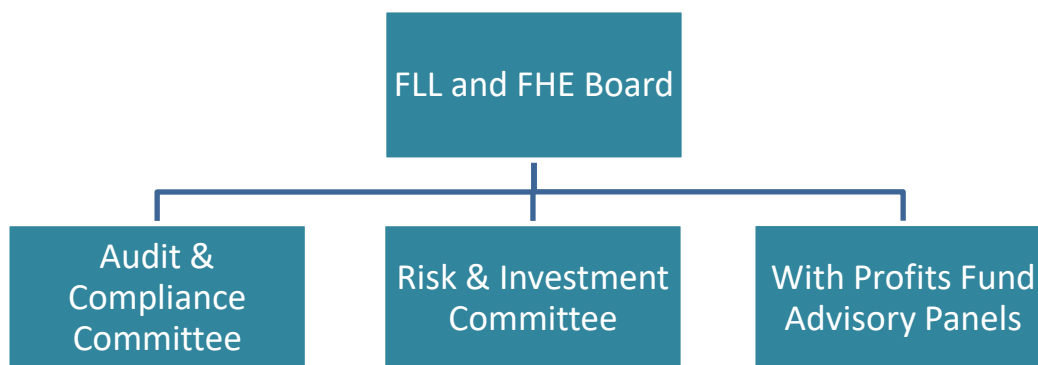 FLL and FHE Board
Audit &
Compliance
Committee
Risk & Investment
Committee
With Profits Fund
Advisory Panels